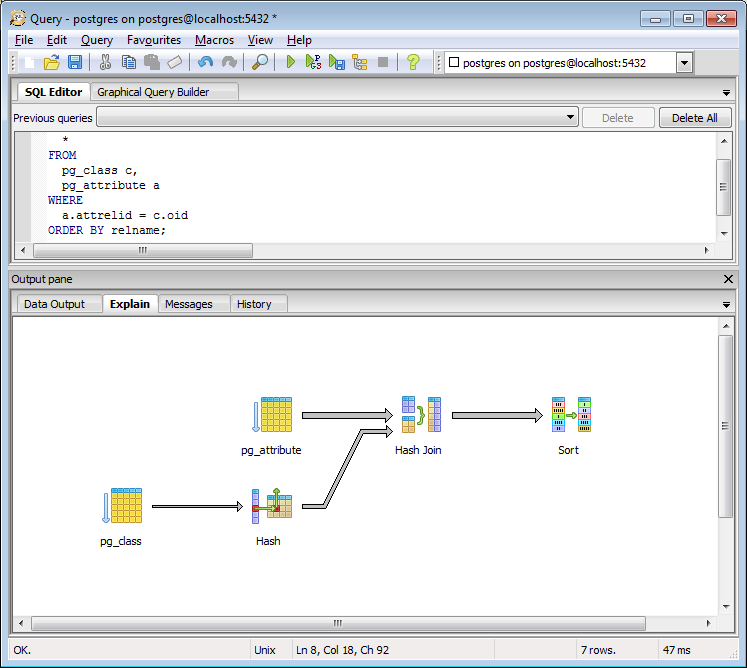 Query - postgres on postgres@localhost:5432 *
File Edit Query Favourites Macros View Help
postgres on postgres@localhost:5432
SQL Editor Graphical Query Builder
Previous queries Delete Delete All
*
FROM
pg_class c,
pg_attribute a
WHERE
a.attrelid = c.oid
ORDER BY relname;
Output pane
Data Output Explain Messages History
pg_attribute Hash Join Sort
pg_class Hash
OK. Unix Ln 8, Col 18, Ch 92 7 rows. 47 ms